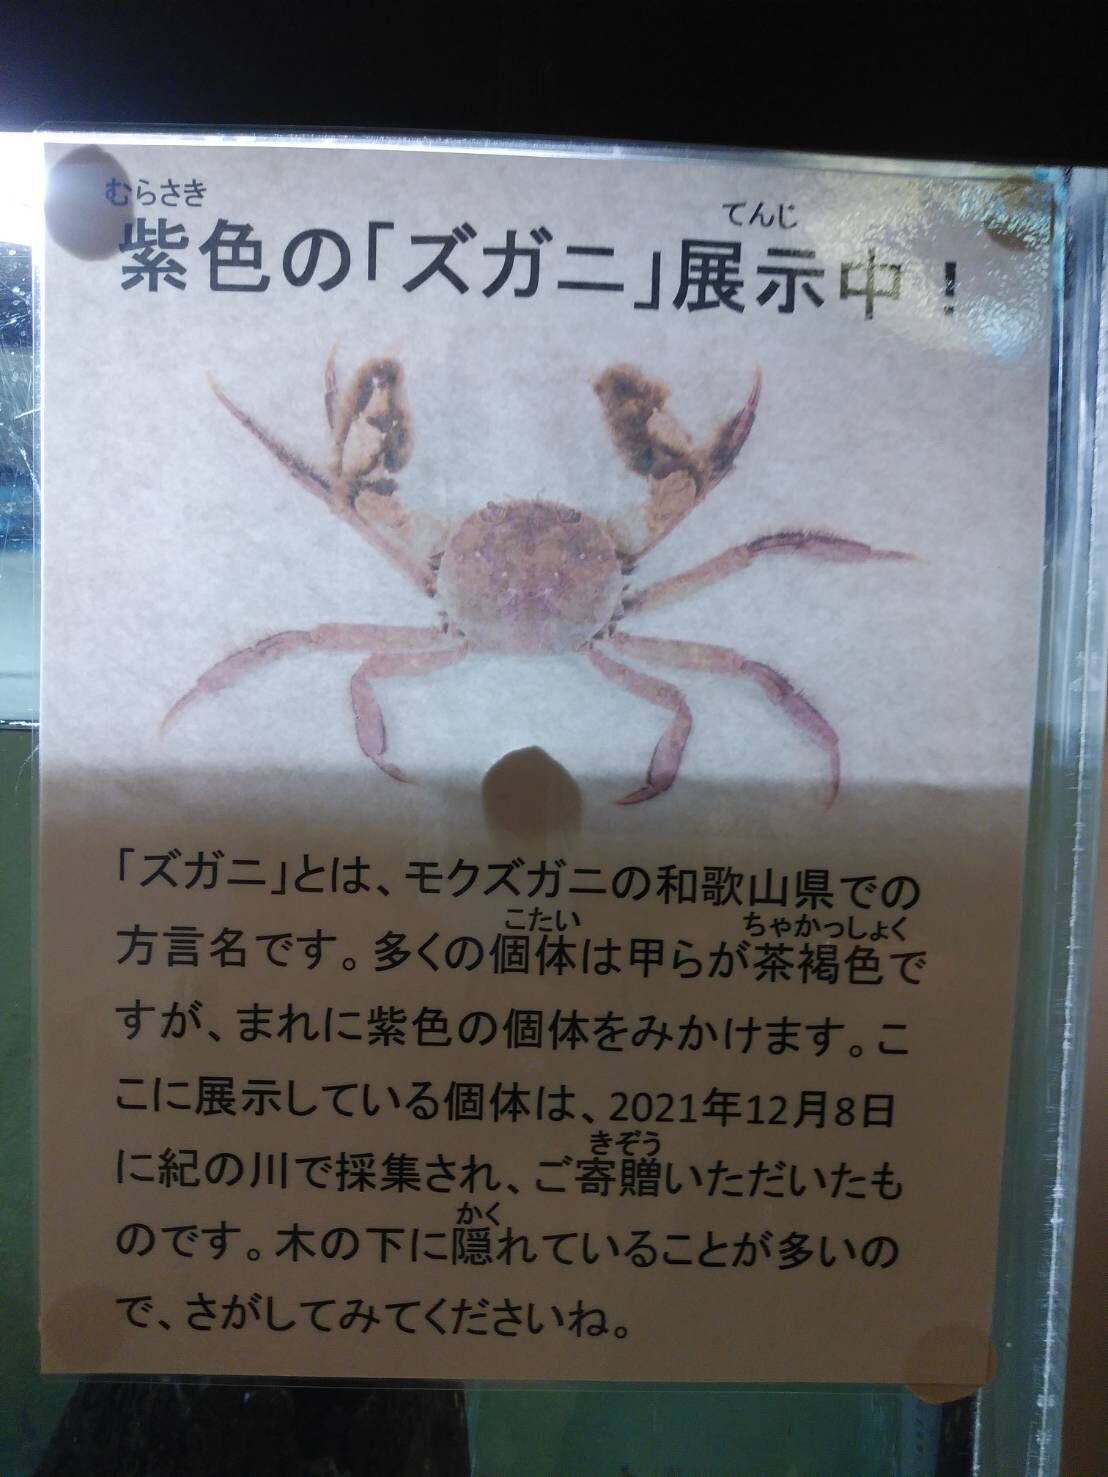 むらさき てんじ
紫色の「ズガニ」展示中！
「ズガニ」とは、モクズガニの和歌山県での
こたい ちゃかっしょく
方言名です。多くの個体は甲らが茶褐色で
すが、まれに紫色の個体をみかけます。こ
こに展示している個体は、2021年12月8日
きぞう
に紀の川で採集され、ご寄贈いただいたも
かく
のです。木の下に隠れていることが多いの
で、さがしてみてくださいね。